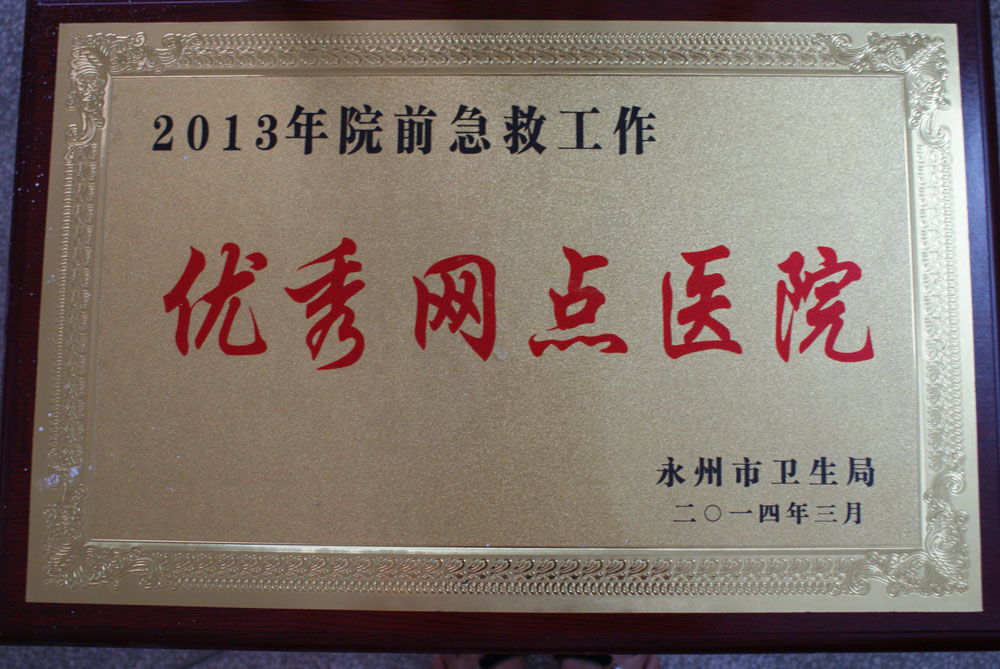 2013年院前急救工作
优秀网点医院
永州市卫生局
二〇一四年三月